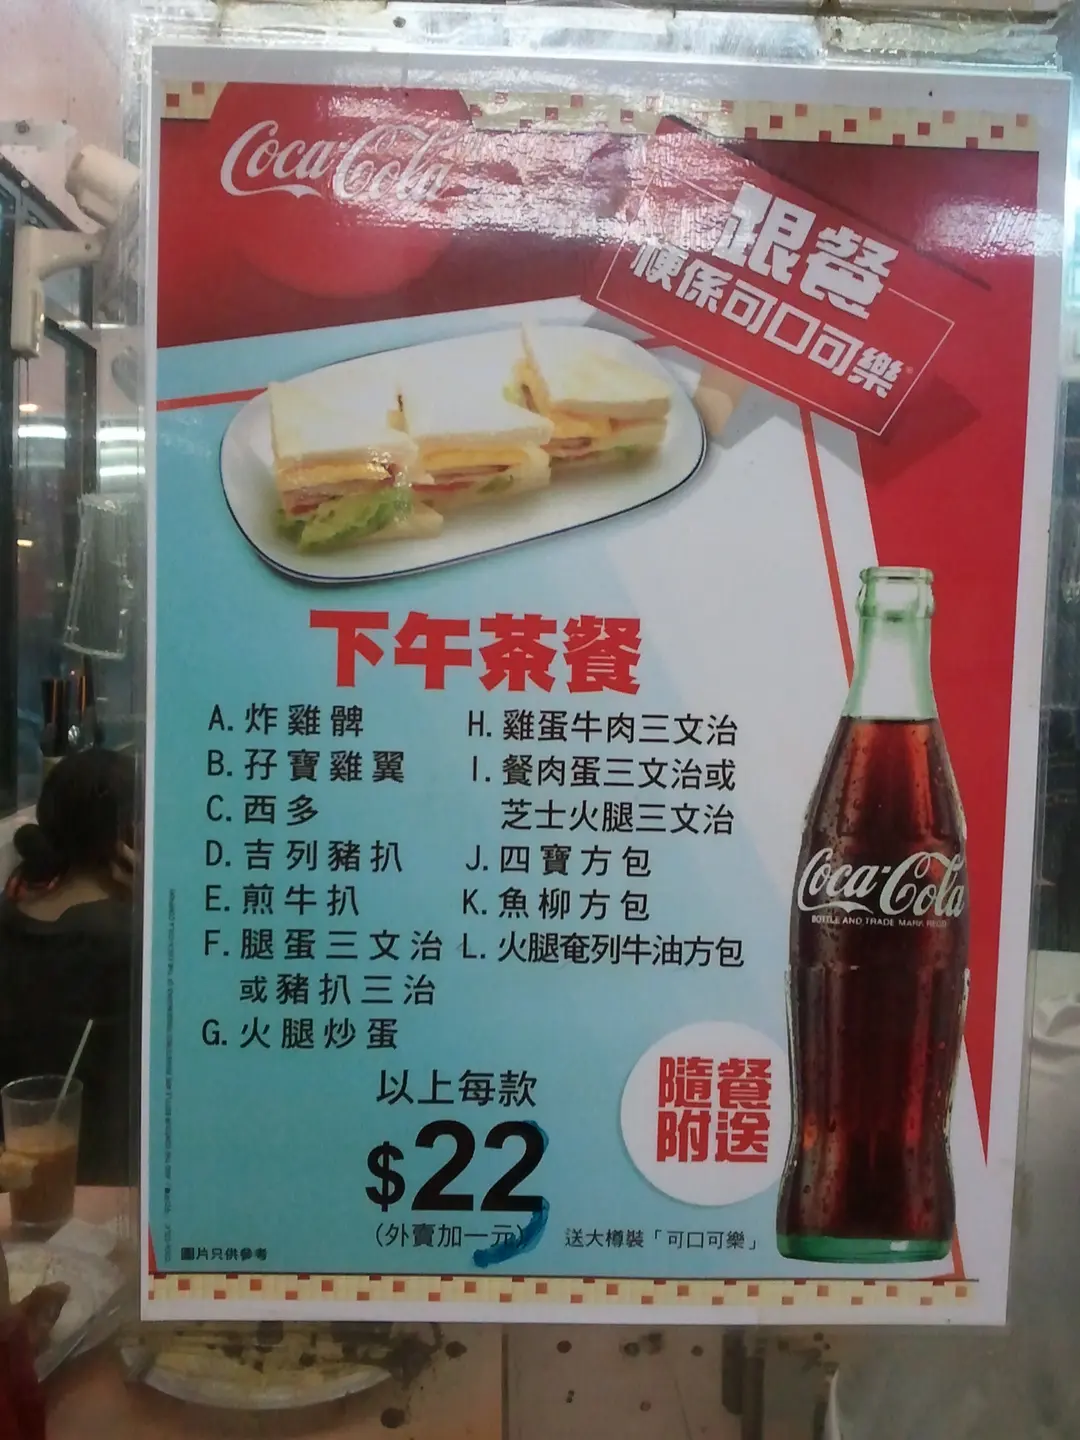 Coca-Cola
跟餐
梗係可口可樂
下午茶餐
A. 炸雞髀
B. 孖寶雞翼
C. 西多
D. 吉列豬扒
E. 煎牛扒
F. 腿蛋三文治
或豬扒三治
G. 火腿炒蛋
H. 雞蛋牛肉三文治
I. 餐肉蛋三文治或
芝士火腿三文治
J. 四寶方包
K. 魚柳方包
L. 火腿奄列牛油方包
以上每款
$22
(外賣加一元)
隨餐
附送
送大樽裝「可口可樂」
圖片只供參考
Coca-Cola
BOTTLE AND TRADE MARK REGD